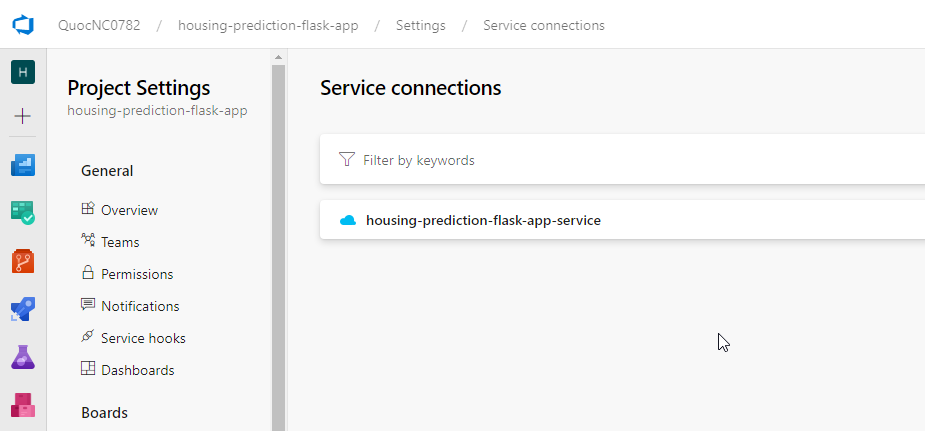 QuocNC0782 / housing-prediction-flask-app / Settings / Service connections
H
Project Settings
housing-prediction-flask-app
General
Overview
Teams
Permissions
Notifications
Service hooks
Dashboards
Boards
Service connections
Filter by keywords
housing-prediction-flask-app-service